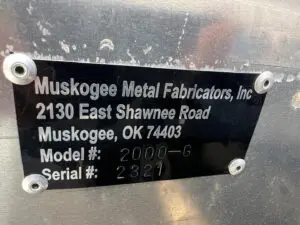 Muskogee Metal Fabricators, Inc
2130 East Shawnee Road
Muskogee, OK 74403
Model #: 2000-G
Serial #: 2321